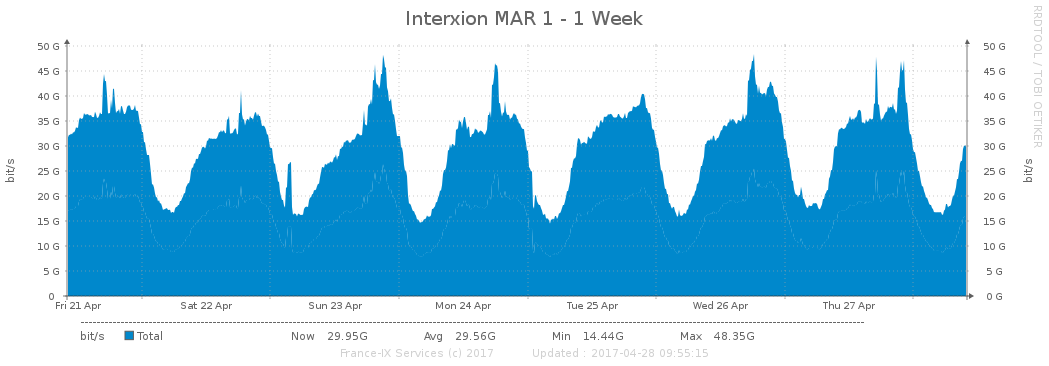 Interxion MAR 1 - 1 Week
RRDTOOL / TOBI OETIKER
bit/s
50 G
45 G
40 G
35 G
30 G
25 G
20 G
15 G
10 G
5 G
0
50 G
45 G
40 G
35 G
30 G
25 G
20 G
15 G
10 G
5 G
0 G
bit/s
Fri 21 Apr Sat 22 Apr Sun 23 Apr Mon 24 Apr Tue 25 Apr Wed 26 Apr Thu 27 Apr
bit/s Total Now 29.95G Avg 29.56G Min 14.44G Max 48.35G
France-IX Services (c) 2017 Updated : 2017-04-28 09:55:15